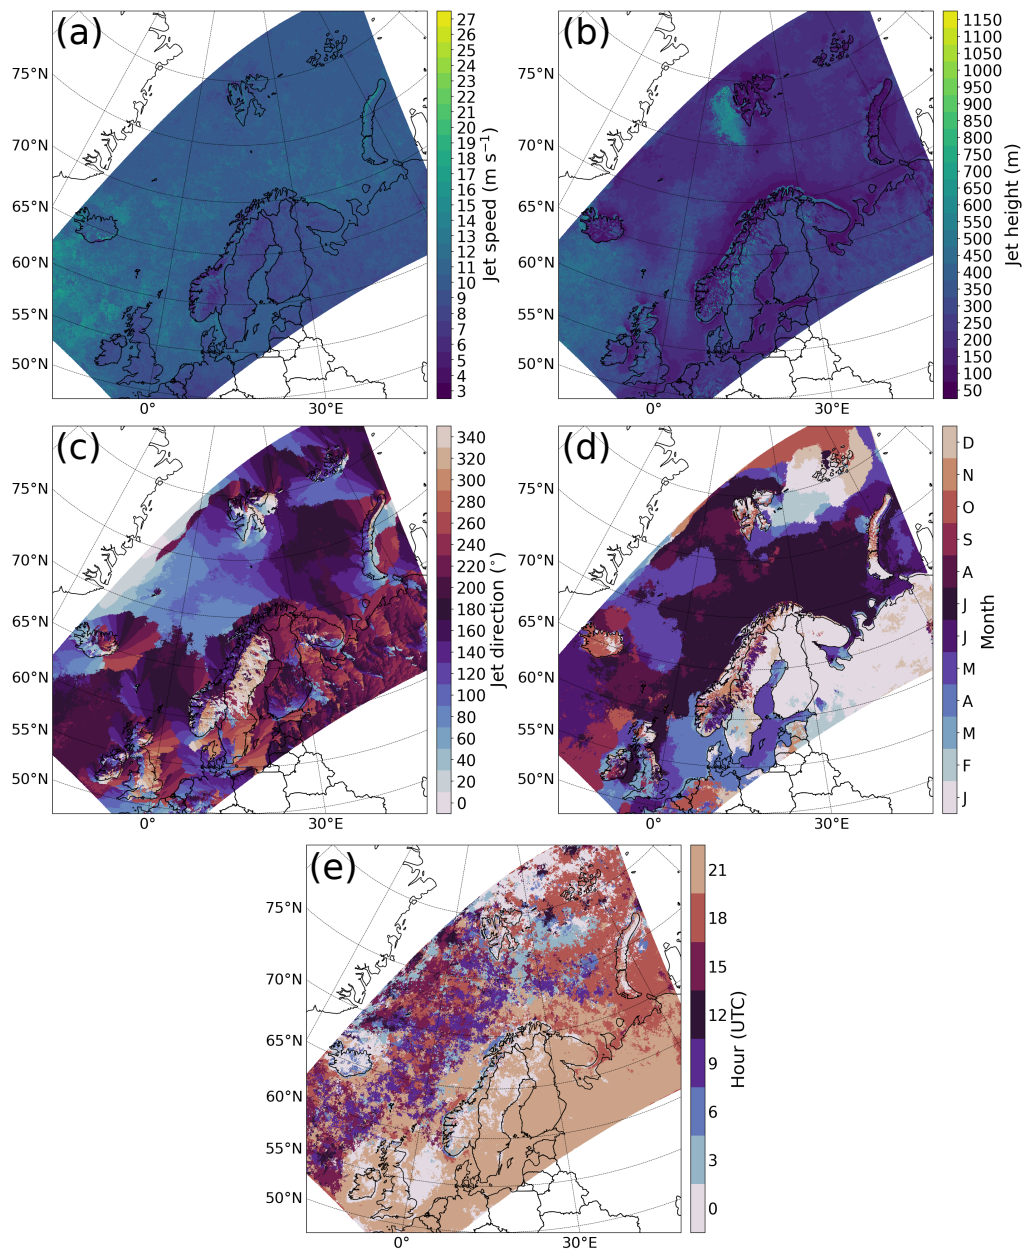 (a)
75°N
70°N
65°N
60°N
55°N
50°N
0°
30°E
27
26
25
24
23
22
21
20
19
18
17
16
15
14
13
12
11
10
9
8
7
6
5
4
3
Jet speed (m s⁻¹)
(b)
75°N
70°N
65°N
60°N
55°N
50°N
0°
30°E
1150
1100
1050
1000
950
900
850
800
750
700
650
600
550
500
450
400
350
300
250
200
150
100
50
Jet height (m)
(c)
75°N
70°N
65°N
60°N
55°N
50°N
0°
30°E
340
320
300
280
260
240
220
200
180
160
140
120
100
80
60
40
20
0
Jet direction (°)
(d)
75°N
70°N
65°N
60°N
55°N
50°N
0°
30°E
D
N
O
S
A
J
J
M
A
M
F
J
Month
(e)
75°N
70°N
65°N
60°N
55°N
50°N
0°
30°E
21
18
15
12
9
6
3
0
Hour (UTC)